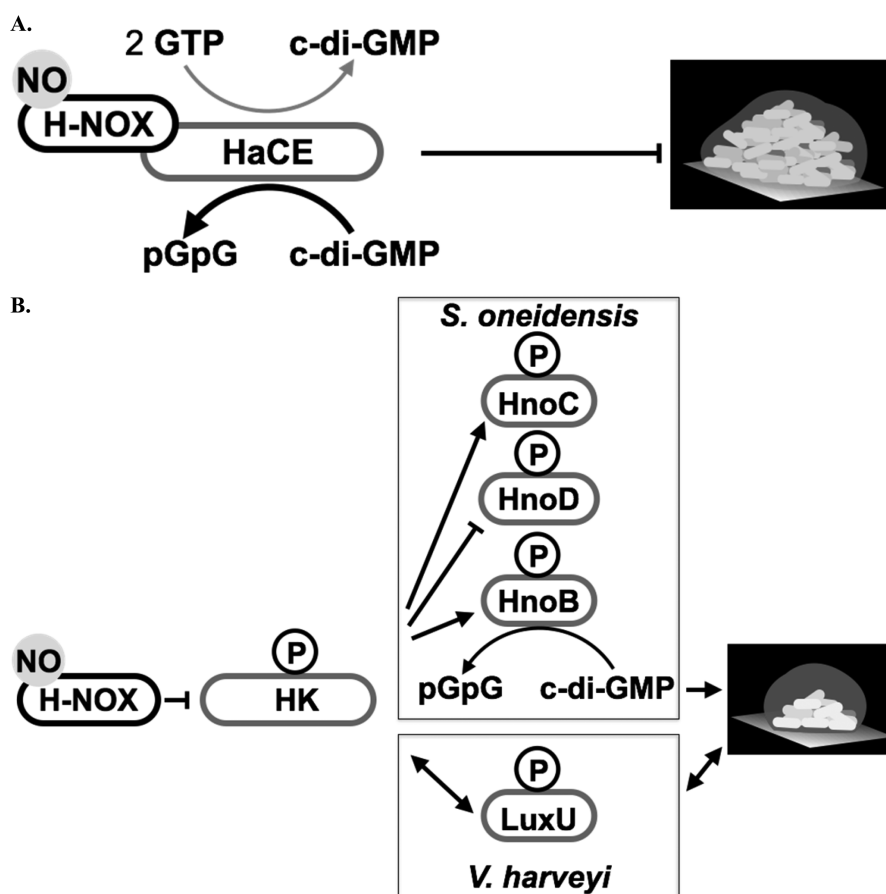 A.
2 GTP c-di-GMP
NO
H-NOX
HaCE
pGpG c-di-GMP
B.
S. oneidensis
P
HnoC
P
HnoD
P
HnoB
pGpG c-di-GMP
NO
H-NOX
P
HK
P
LuxU
V. harveyi